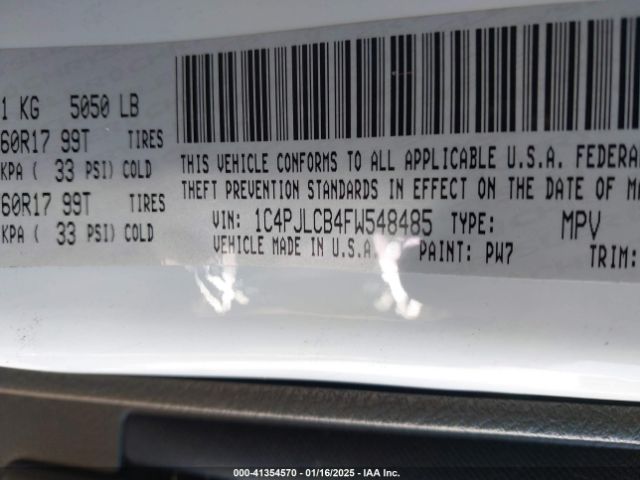 1 KG 5050 LB
60R17 99T TIRES
KPA ( 33 PSI) COLD
60R17 99T TIRES
KPA ( 33 PSI) COLD
THIS VEHICLE CONFORMS TO ALL APPLICABLE U.S.A. FEDERA
THEFT PREVENTION STANDARDS IN EFFECT ON THE DATE OF MA
VIN: 1C4PJLCB4FW548485 TYPE: MPV
VEHICLE MADE IN U.S.A. PAINT: PW7 TRIM:
000-41354570 - 01/16/2025 - IAA Inc.